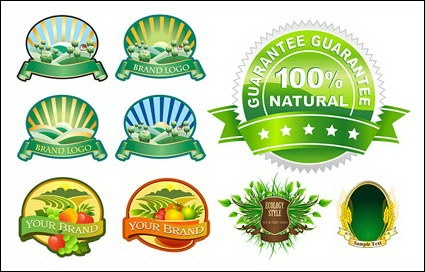 BRAND LOGO
GUARANTEE GUARANTEE
100%
NATURAL
BRAND LOGO
YOUR BRAND
YOUR BRAND
ECOLOGY
STYLE
Sample Text